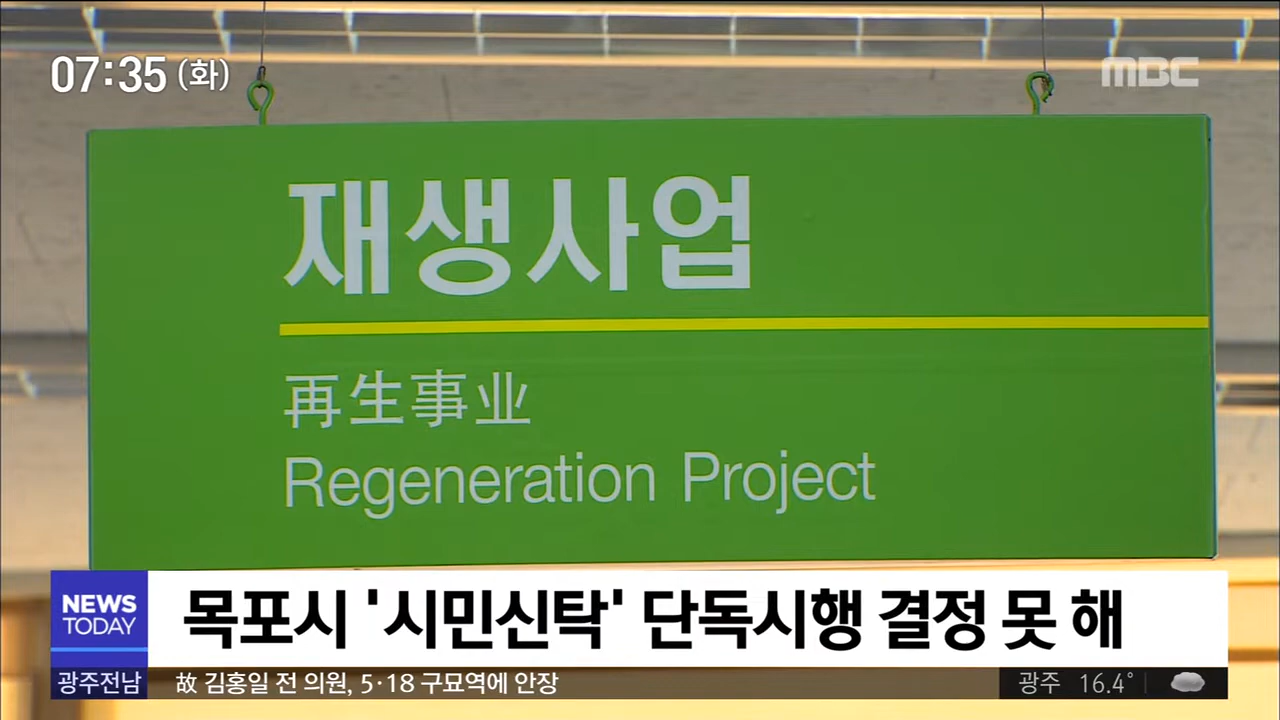 07:35 (화)
MBC
재생사업
再生事业
Regeneration Project
NEWS
TODAY
목포시 '시민신탁' 단독시행 결정 못 해
광주전남
故 김홍일 전 의원, 5·18 구묘역에 안장
광주 16.4°